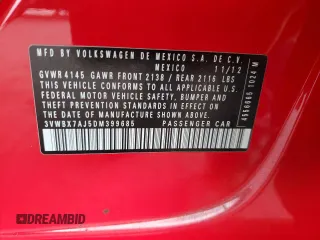 MFD. BY VOLKSWAGEN DE MEXICO S.A. DE C.V.
MEXICO 11/12
GVWR 4145 GAWR FRONT 2138 / REAR 2116 LBS
THIS VEHICLE CONFORMS TO ALL APPLICABLE U.S.
FEDERAL MOTOR VEHICLE SAFETY, BUMPER AND
THEFT PREVENTION STANDARDS IN EFFECT ON
THE DATE OF MANUFACTURE SHOWN ABOVE.
3VWBX7AJ5DM399685 PASSENGER CAR
1024 M
DREAMBID